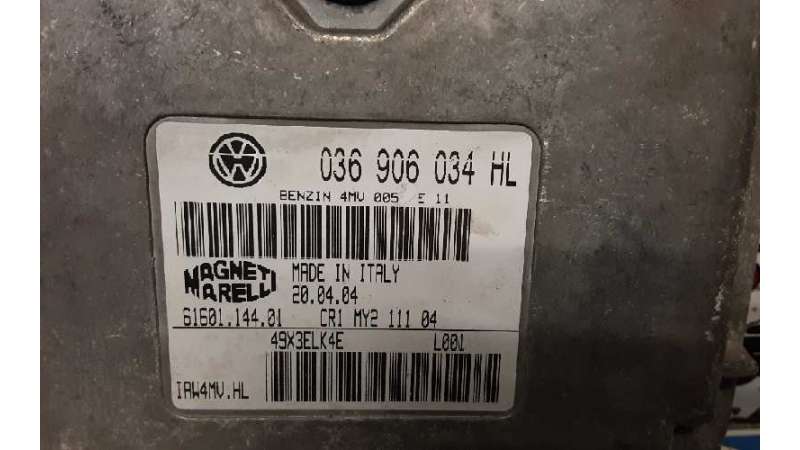 036 906 034 HL
BENZIN 4MV 005 E 11
MAGNETI MARELLI
MADE IN ITALY
20.04.04
61601.144.01 CR1 MY2 111 04
49X3ELK4E L001
IAW4MV.HL